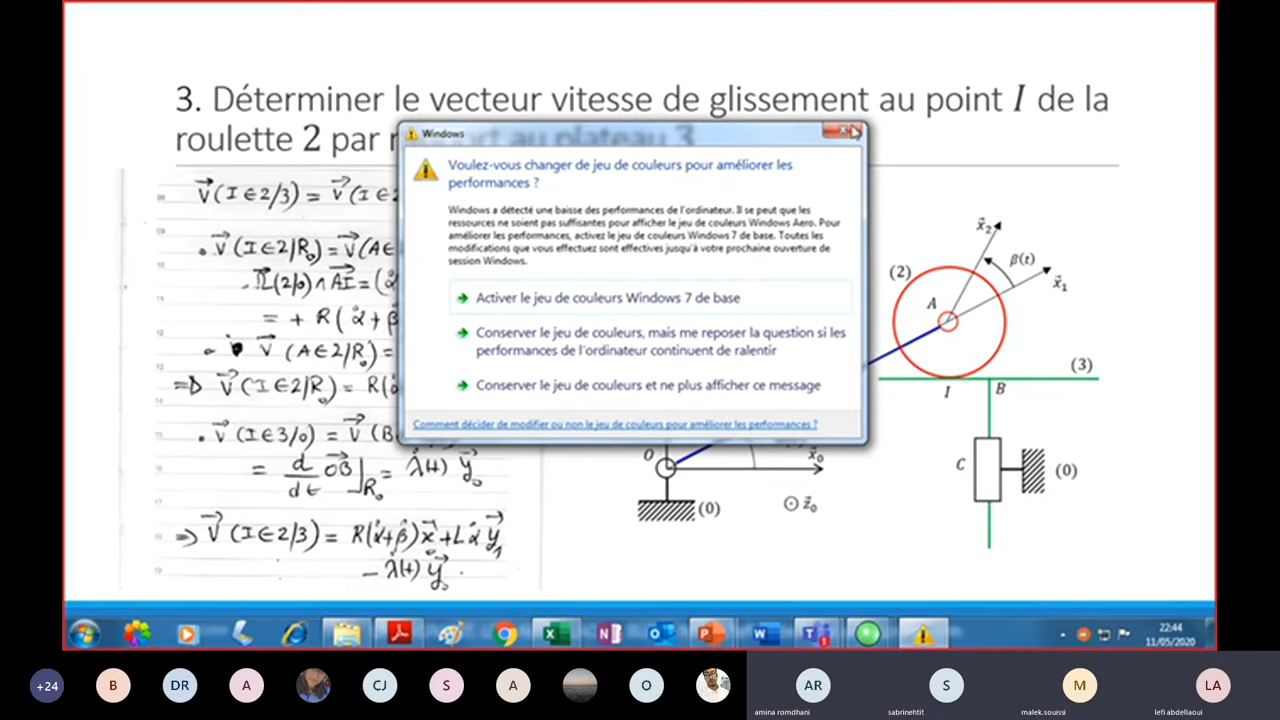 3. Déterminer le vecteur vitesse de glissement au point I de la
roulette 2 par rapport au plateau 3
V(I∈2/3) = V(I∈2
. V(I∈2/R₀) = V(A∈
. Ω(2/0) ∧ AI = (α̇
= + R(α̇+β̇
V(A∈2/R₀) =
=> V(I∈2/R₀) = R(α̇
. V(I∈3/0) = V(B
= d/dt OB]R₀ = λ̇(t) y₀
=> V(I∈2/3) = R(α̇+β̇)x₀ + Lα̇ y₁
- λ̇(t) y₀ .
Windows
Voulez-vous changer de jeu de couleurs pour améliorer les
performances ?
Windows a détecté une baisse des performances de l'ordinateur. Il se peut que les
ressources ne soient pas suffisantes pour afficher le jeu de couleurs Windows Aero. Pour
améliorer les performances, activez le jeu de couleurs Windows 7 de base. Toutes les
modifications que vous effectuez sont effectives jusqu'à votre prochaine ouverture de
session Windows.
Activer le jeu de couleurs Windows 7 de base
Conserver le jeu de couleurs, mais me reposer la question si les
performances de l'ordinateur continuent de ralentir
Conserver le jeu de couleurs et ne plus afficher ce message
Comment décider de modifier ou non le jeu de couleurs pour améliorer les performances ?
x₂
β(t)
(2)
x₁
A
(3)
I
B
O
x₀
C
(0)
(0)
z₀
22:44
11/05/2020
+24
B
DR
A
CJ
S
A
O
AR
S
M
LA
amina romdhani
sabrinehtit
malek.souissi
lefi abdellaoui